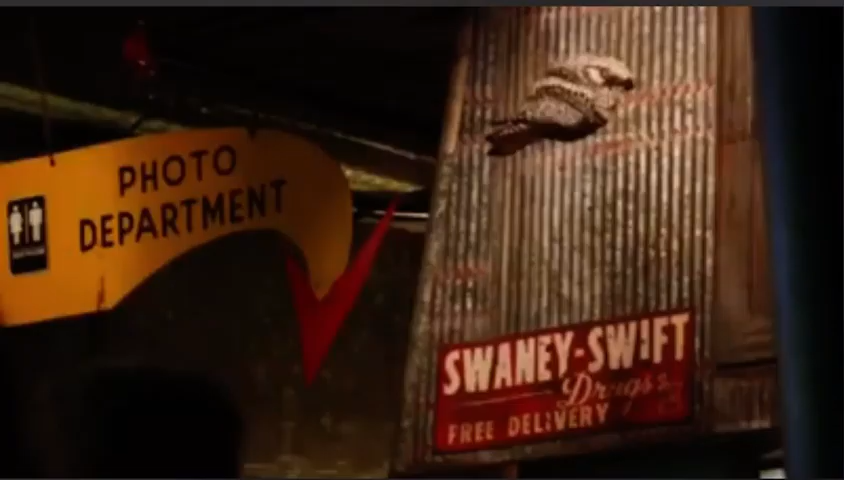 PHOTO
DEPARTMENT
SWANEY-SWIFT
Drugs
FREE DELIVERY